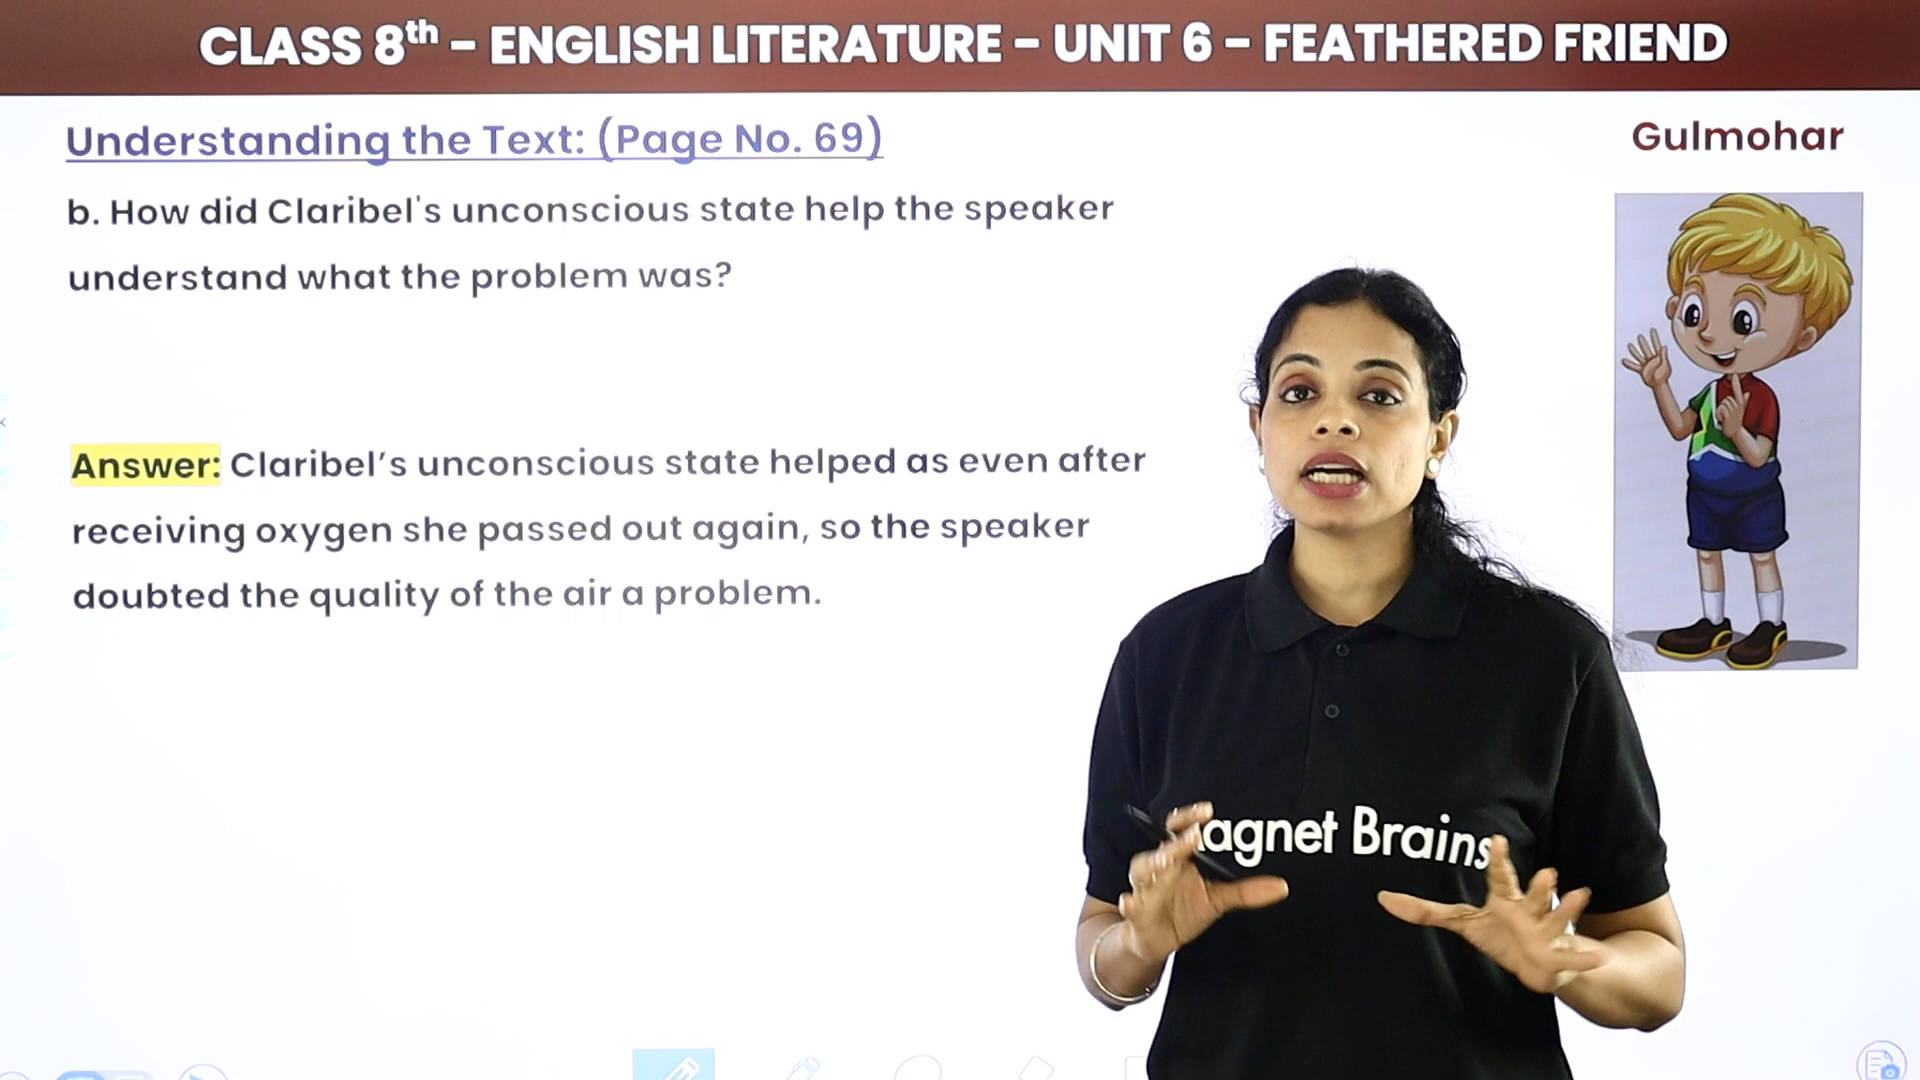 CLASS 8th – ENGLISH LITERATURE – UNIT 6 – FEATHERED FRIEND
Understanding the Text: (Page No. 69)
Gulmohar
b. How did Claribel's unconscious state help the speaker
understand what the problem was?
Answer: Claribel’s unconscious state helped as even after
receiving oxygen she passed out again, so the speaker
doubted the quality of the air a problem.
agnet Brains